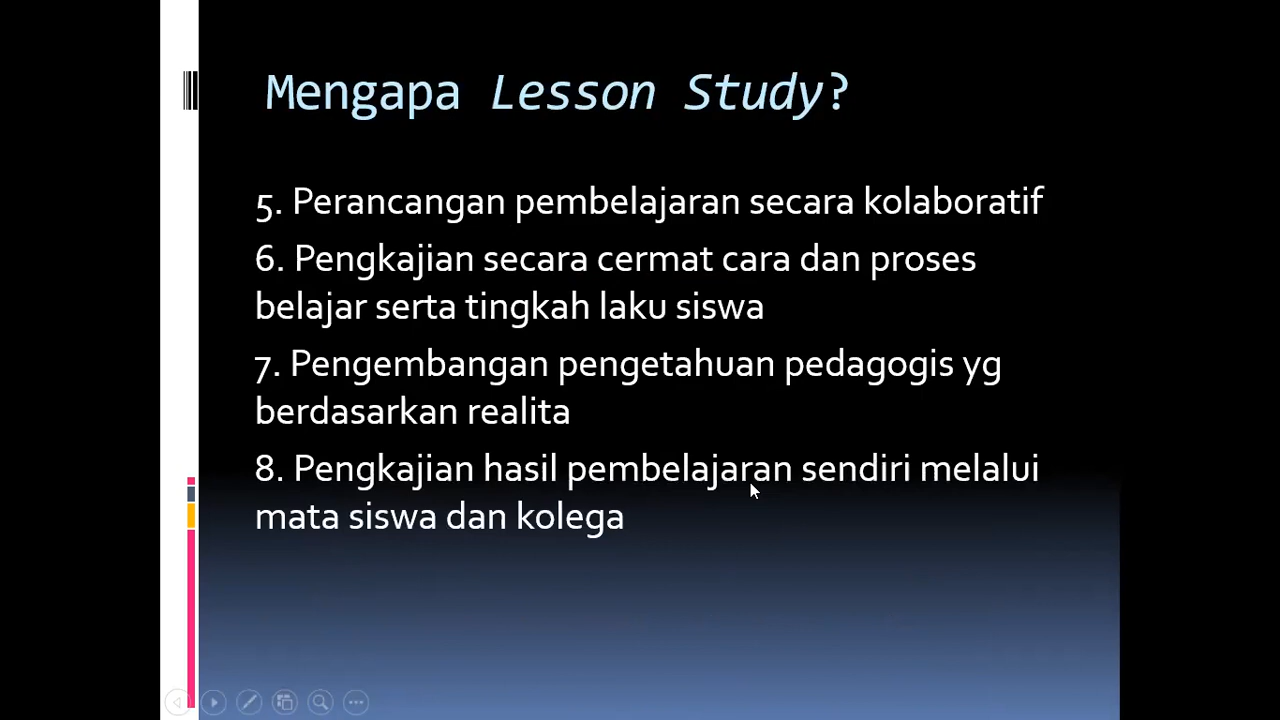 Mengapa Lesson Study?
5. Perancangan pembelajaran secara kolaboratif
6. Pengkajian secara cermat cara dan proses
belajar serta tingkah laku siswa
7. Pengembangan pengetahuan pedagogis yg
berdasarkan realita
8. Pengkajian hasil pembelajaran sendiri melalui
mata siswa dan kolega